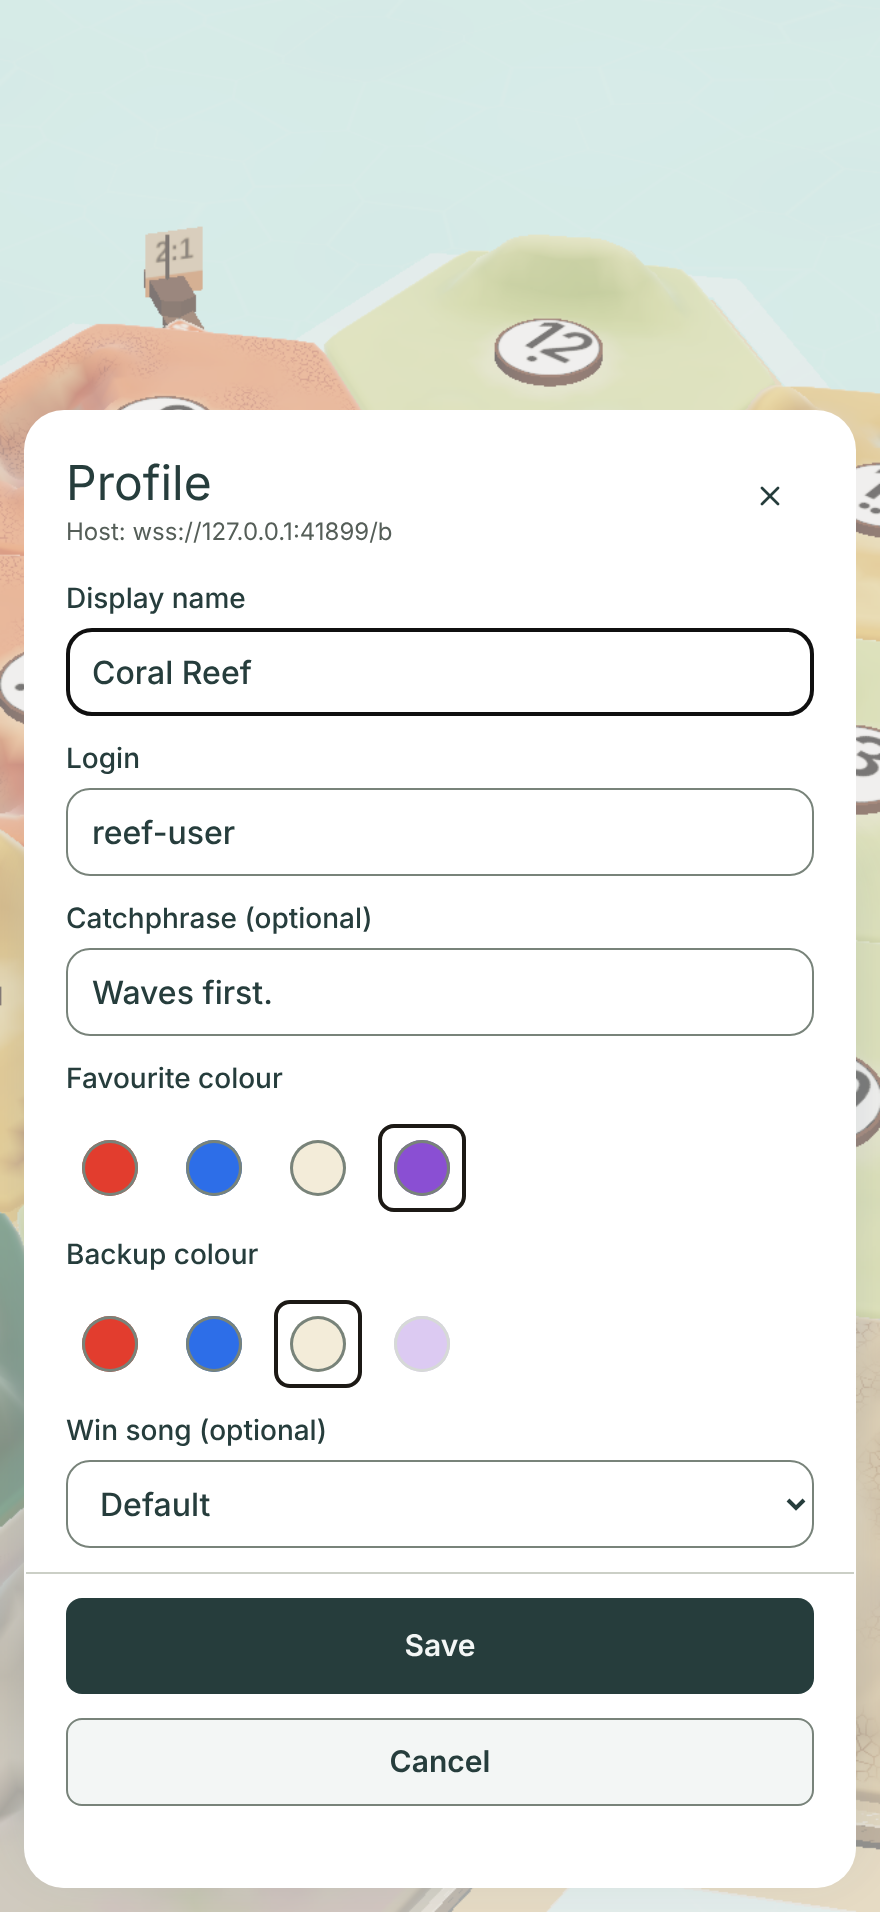 2:1
12
Profile
Host: wss://127.0.0.1:41899/b
Display name
Coral Reef
Login
reef-user
Catchphrase (optional)
Waves first.
Favourite colour
Backup colour
Win song (optional)
Default
Save
Cancel